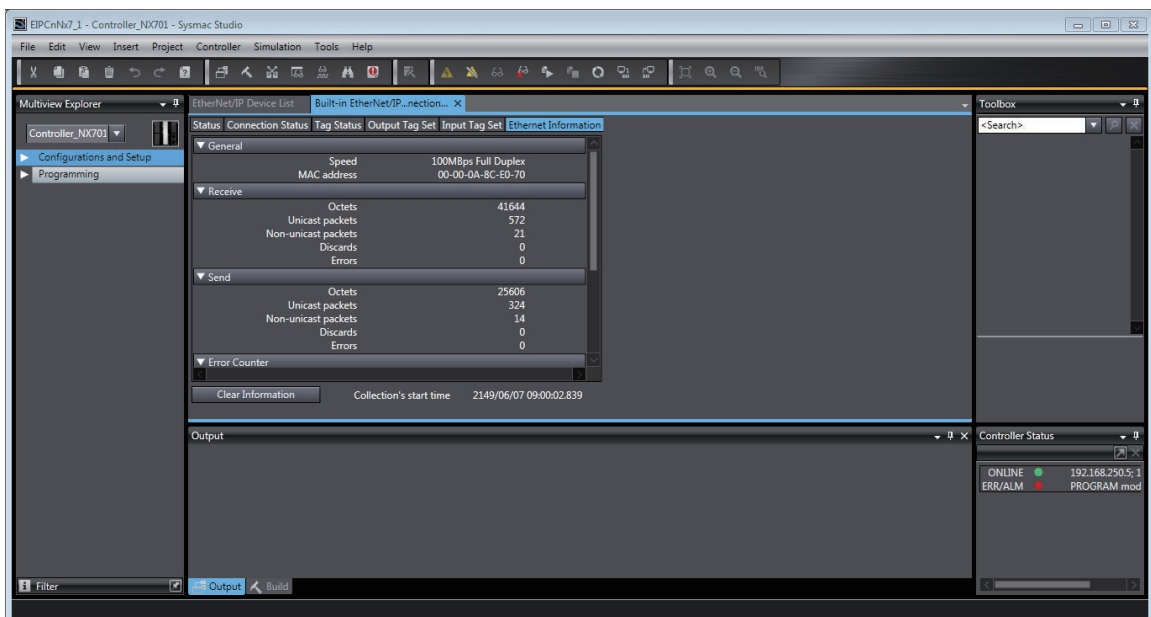 EIPCnNx7_1 - Controller_NX701 - Sysmac Studio
File Edit View Insert Project Controller Simulation Tools Help
Multiview Explorer
Controller_NX701
Configurations and Setup
Programming
Filter
EtherNet/IP Device List
Built-in EtherNet/IP...nection...
Status Connection Status Tag Status Output Tag Set Input Tag Set Ethernet Information
General
Speed 100MBps Full Duplex
MAC address 00-00-0A-8C-E0-70
Receive
Octets 41644
Unicast packets 572
Non-unicast packets 21
Discards 0
Errors 0
Send
Octets 25606
Unicast packets 324
Non-unicast packets 14
Discards 0
Errors 0
Error Counter
Clear Information Collection's start time 2149/06/07 09:00:02.839
Output
Output Build
Toolbox
<Search>
Controller Status
ONLINE 192.168.250.5; 1
ERR/ALM PROGRAM mod